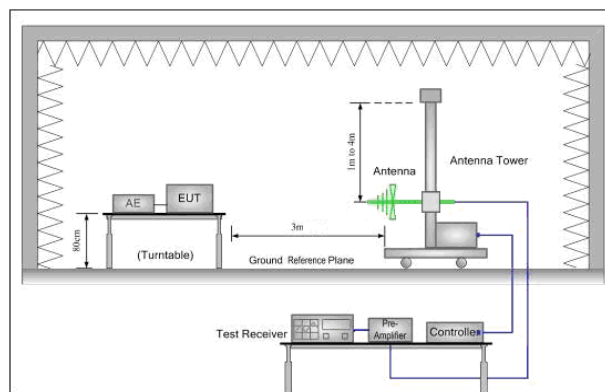 1m to 4m
Antenna
Antenna Tower
AE
EUT
80cm
(Turntable)
3m
Ground Reference Plane
Test Receiver
Pre-
Amplifier
Controller